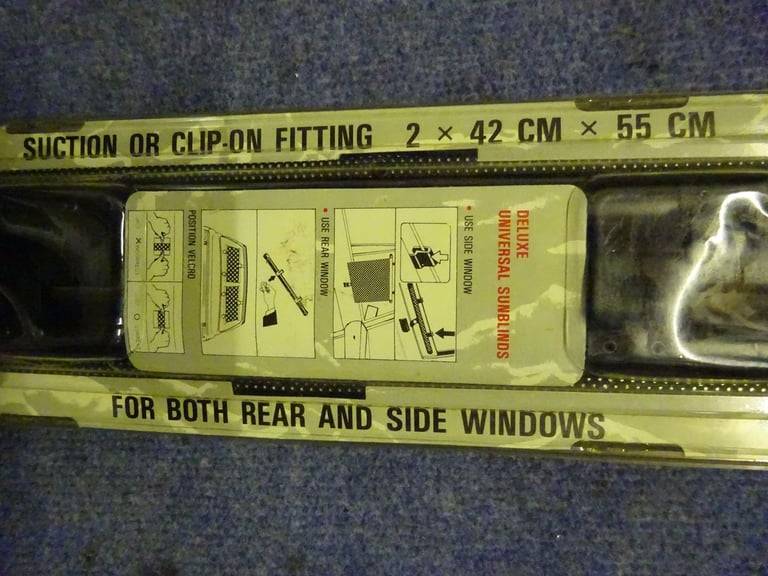 SUCTION OR CLIP-ON FITTING 2 × 42 CM × 55 CM
DELUXE
UNIVERSAL SUNBLINDS
• USE SIDE WINDOW
• USE REAR WINDOW
POSITION VELCRO
FOR BOTH REAR AND SIDE WINDOWS